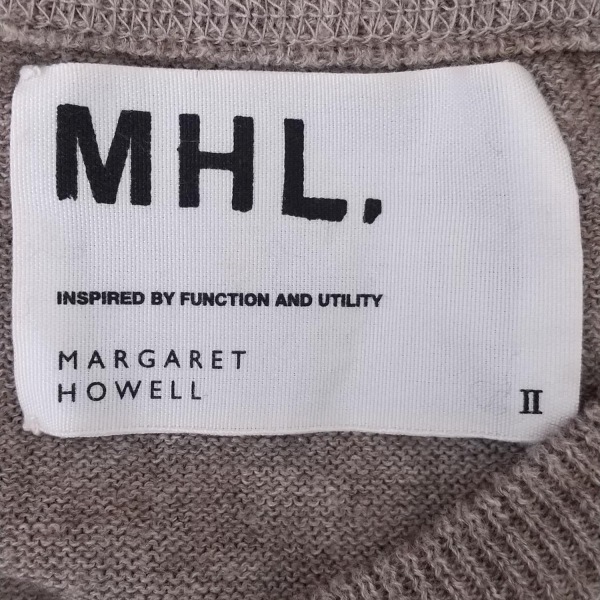 MHL,
INSPIRED BY FUNCTION AND UTILITY
MARGARET
HOWELL
II